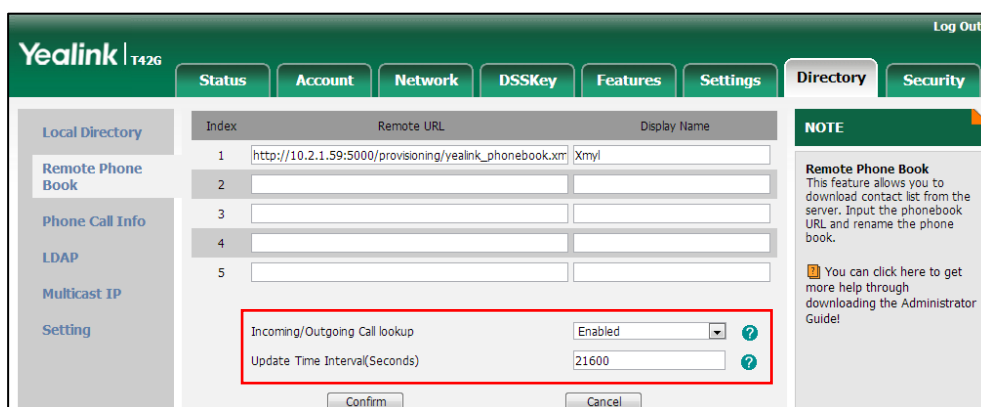 Log Out
Yealink | T42G
Status Account Network DSSKey Features Settings Directory Security
Local Directory
Remote Phone
Book
Phone Call Info
LDAP
Multicast IP
Setting
Index Remote URL Display Name
1 http://10.2.1.59:5000/provisioning/yealink_phonebook.xm Xmyl
2
3
4
5
Incoming/Outgoing Call lookup Enabled ?
Update Time Interval(Seconds) 21600 ?
Confirm Cancel
NOTE
Remote Phone Book
This feature allows you to
download contact list from the
server. Input the phonebook
URL and rename the phone
book.
? You can click here to get
more help through
downloading the Administrator
Guide!